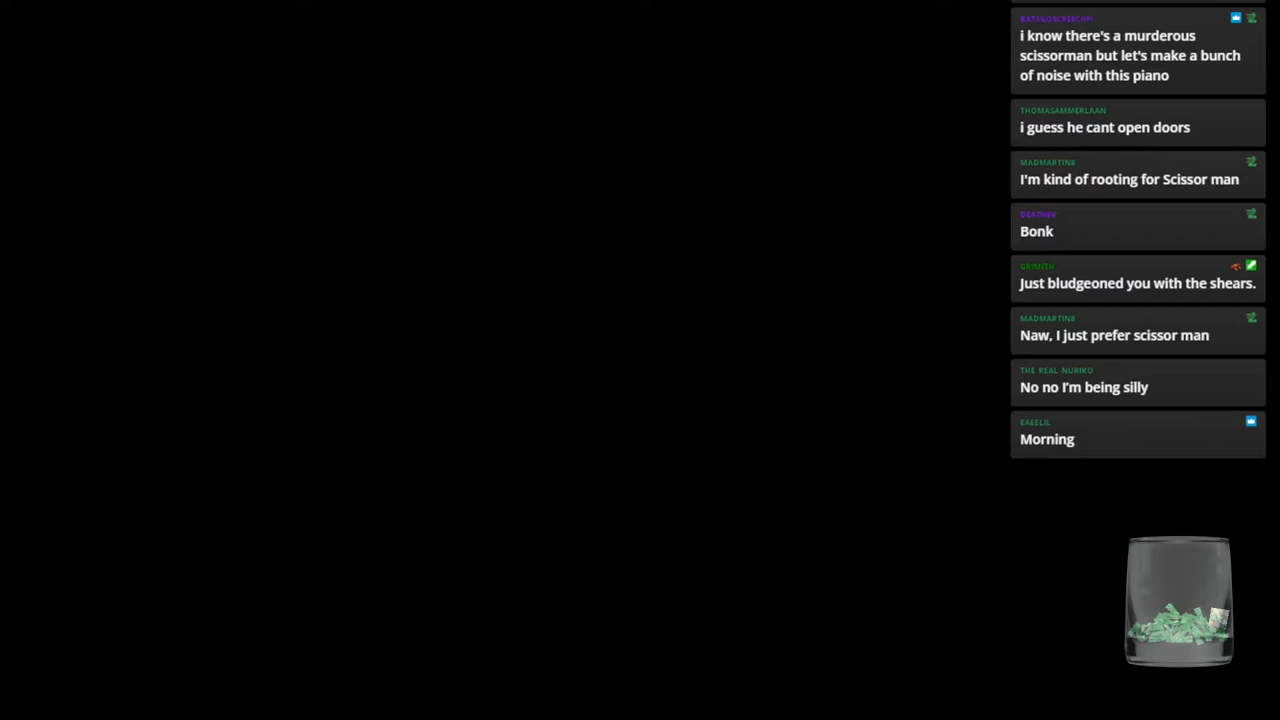 BATSGOSCREECH!!
i know there's a murderous
scissorman but let's make a bunch
of noise with this piano
THOMASAMMERLAAN
i guess he cant open doors
MADMARTIN8
I'm kind of rooting for Scissor man
Bonk
GRIMITH
Just bludgeoned you with the shears.
MADMARTIN8
Naw, I just prefer scissor man
THE REAL NURIKO
No no I'm being silly
Morning